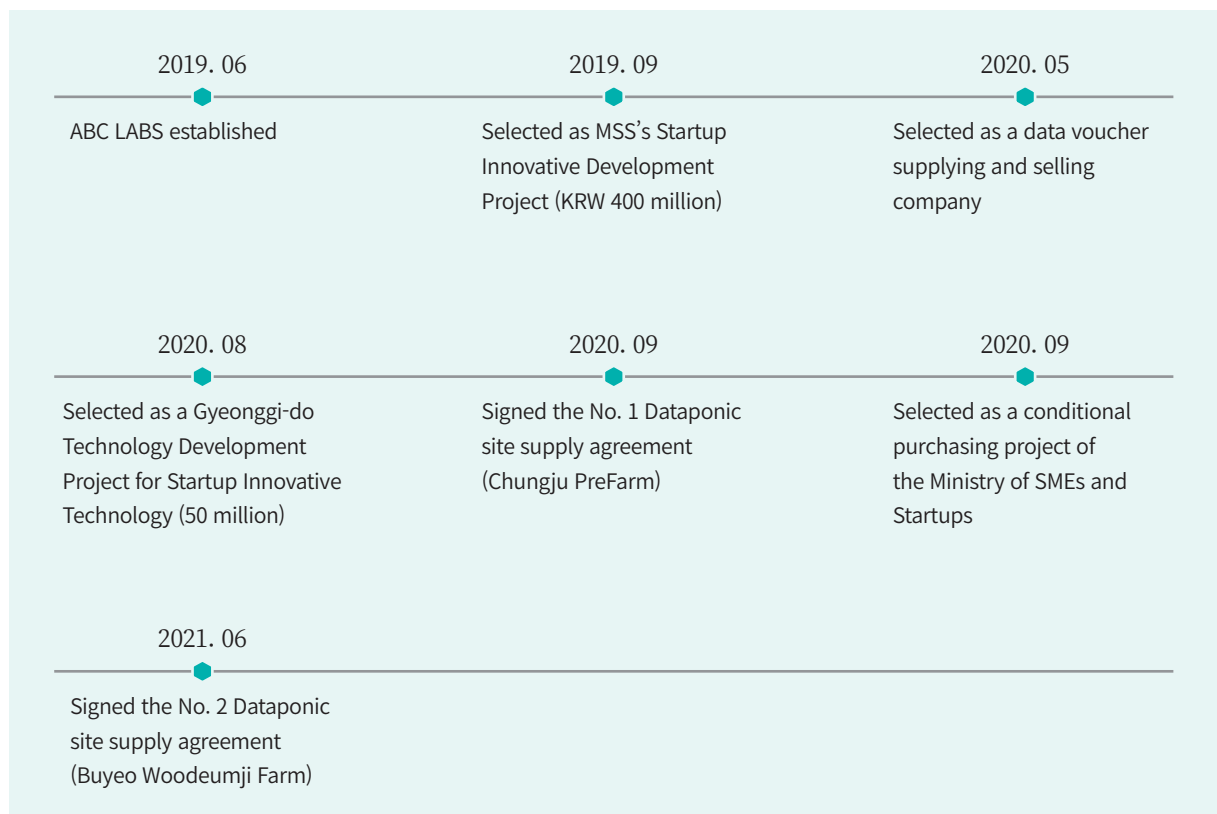 2019. 06
ABC LABS established
2019. 09
Selected as MSS’s Startup
Innovative Development
Project (KRW 400 million)
2020. 05
Selected as a data voucher
supplying and selling
company
2020. 08
Selected as a Gyeonggi-do
Technology Development
Project for Startup Innovative
Technology (50 million)
2020. 09
Signed the No. 1 Dataponic
site supply agreement
(Chungju PreFarm)
2020. 09
Selected as a conditional
purchasing project of
the Ministry of SMEs and
Startups
2021. 06
Signed the No. 2 Dataponic
site supply agreement
(Buyeo Woodeumji Farm)